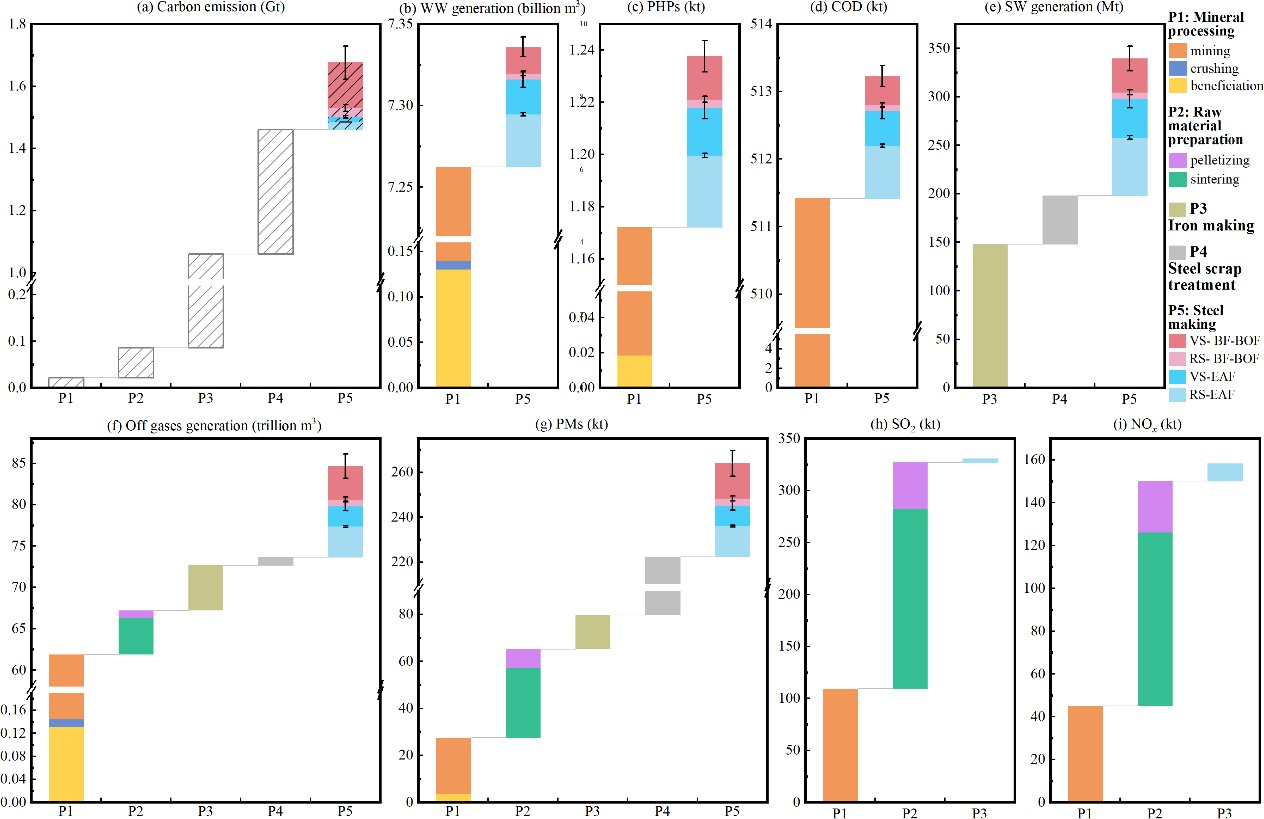 (a) Carbon emission (Gt)
1.8
1.6
1.4
1.2
1.0
0.2
0.1
0.0
P1 P2 P3 P4 P5
(b) WW generation (billion m³)
7.35
7.30
7.25
0.15
0.10
0.05
0.00
P1 P5
(c) PHPs (kt)
10
1.24
8
1.22
1.20
6
1.18
4
1.16
0.04
0.02
0.00
P1 P5
(d) COD (kt)
514
513
512
511
510
4
2
0
P1 P5
(e) SW generation (Mt)
350
300
250
200
150
100
50
0
P3 P4 P5
P1: Mineral
processing
mining
crushing
beneficiation
P2: Raw
material
preparation
pelletizing
sintering
P3
Iron making
P4
Steel scrap
treatment
P5: Steel
making
VS- BF-BOF
RS- BF-BOF
VS-EAF
RS-EAF
(f) Off gases generation (trillion m³)
85
80
75
70
65
60
0.16
0.12
0.08
0.04
0.00
P1 P2 P3 P4 P5
(g) PMs (kt)
260
240
220
80
60
40
20
0
P1 P2 P3 P4 P5
(h) SO₂ (kt)
350
300
250
200
150
100
50
0
P1 P2 P3
(i) NOₓ (kt)
160
140
120
100
80
60
40
20
0
P1 P2 P3